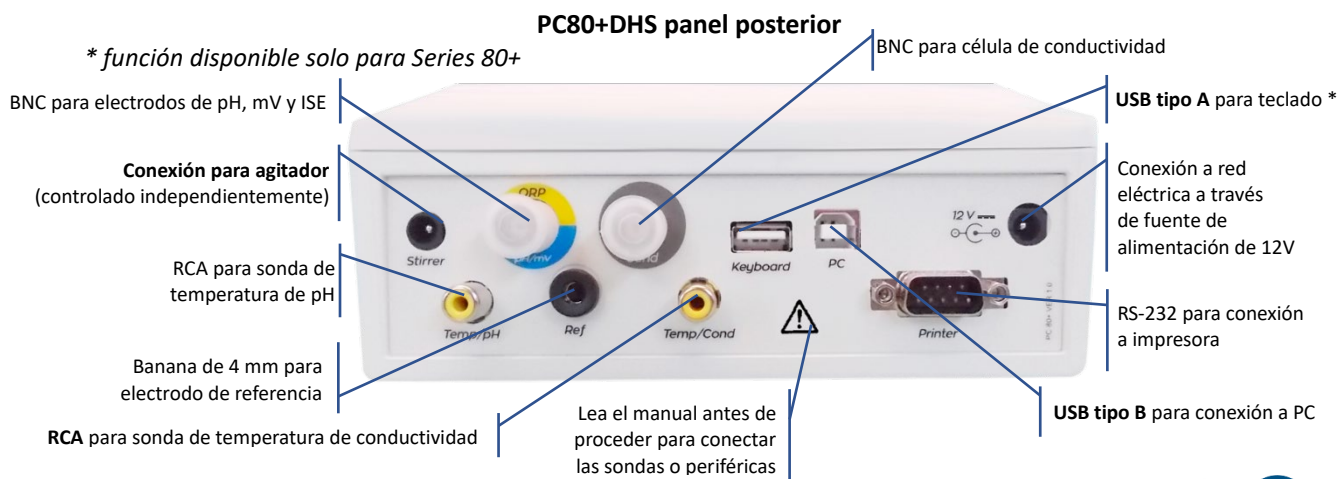 PC80+DHS panel posterior
* función disponible solo para Series 80+
BNC para célula de conductividad
BNC para electrodos de pH, mV y ISE
USB tipo A para teclado *
Conexión para agitador
(controlado independientemente)
Conexión a red
eléctrica a través
de fuente de
alimentación de 12V
RCA para sonda de
temperatura de pH
RS-232 para conexión
a impresora
Banana de 4 mm para
electrodo de referencia
Lea el manual antes de
proceder para conectar
las sondas o periféricas
USB tipo B para conexión a PC
RCA para sonda de temperatura de conductividad
ORP
pH/mV
12 V
Stirrer
Keyboard
PC
Temp/pH
Ref
Temp/Cond
Printer